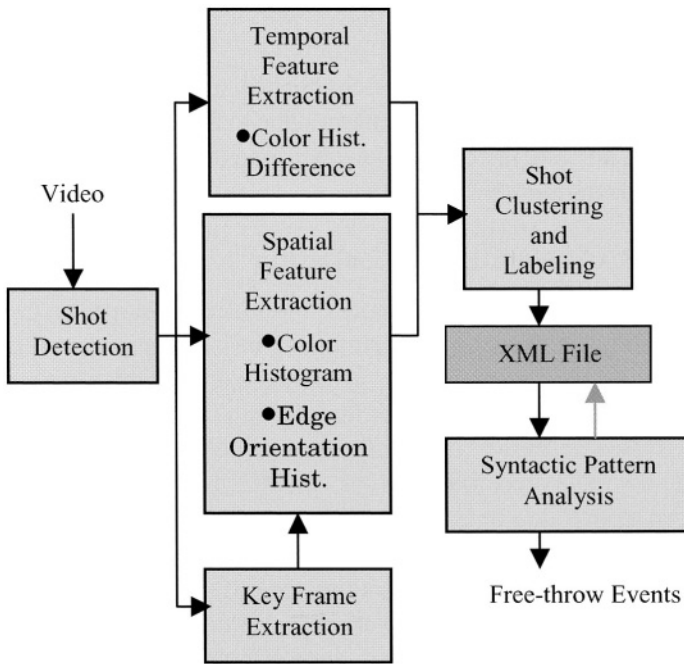 Temporal
Feature
Extraction
●Color Hist.
Difference
Video
Shot
Detection
Spatial
Feature
Extraction
●Color
Histogram
●Edge
Orientation
Hist.
Key Frame
Extraction
Shot
Clustering
and
Labeling
XML File
Syntactic Pattern
Analysis
Free-throw Events